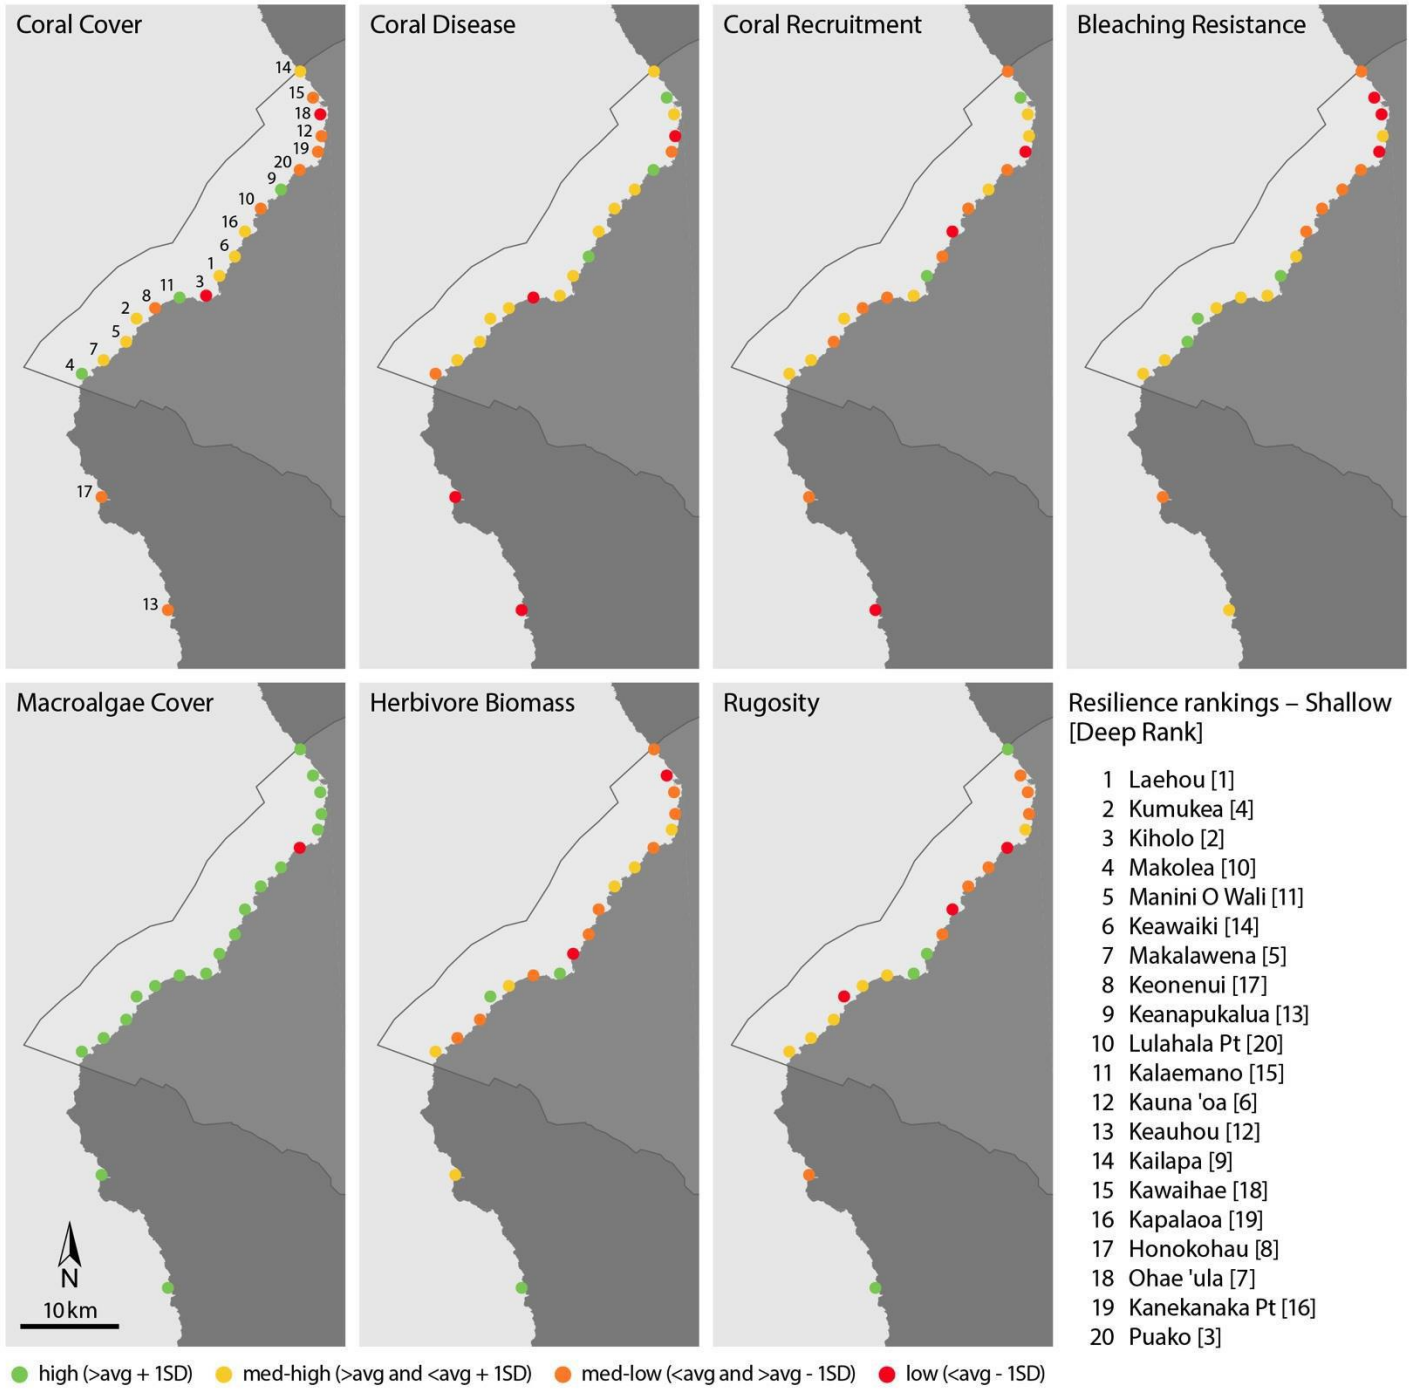 Coral Cover
Coral Disease
Coral Recruitment
Bleaching Resistance
14
15
18
12
19
20
9
10
16
6
1
3
11
8
2
5
7
4
17
13
Macroalgae Cover
Herbivore Biomass
Rugosity
Resilience rankings – Shallow
[Deep Rank]
1 Laehou [1]
2 Kumukea [4]
3 Kiholo [2]
4 Makolea [10]
5 Manini O Wali [11]
6 Keawaiki [14]
7 Makalawena [5]
8 Keonenui [17]
9 Keanapukalua [13]
10 Lulahala Pt [20]
11 Kalaemano [15]
12 Kauna 'oa [6]
13 Keauhou [12]
14 Kailapa [9]
15 Kawaihae [18]
16 Kapalaoa [19]
17 Honokohau [8]
18 Ohae 'ula [7]
19 Kanekanaka Pt [16]
20 Puako [3]
N
10 km
high (>avg + 1SD)
med-high (>avg and <avg + 1SD)
med-low (<avg and >avg - 1SD)
low (<avg - 1SD)